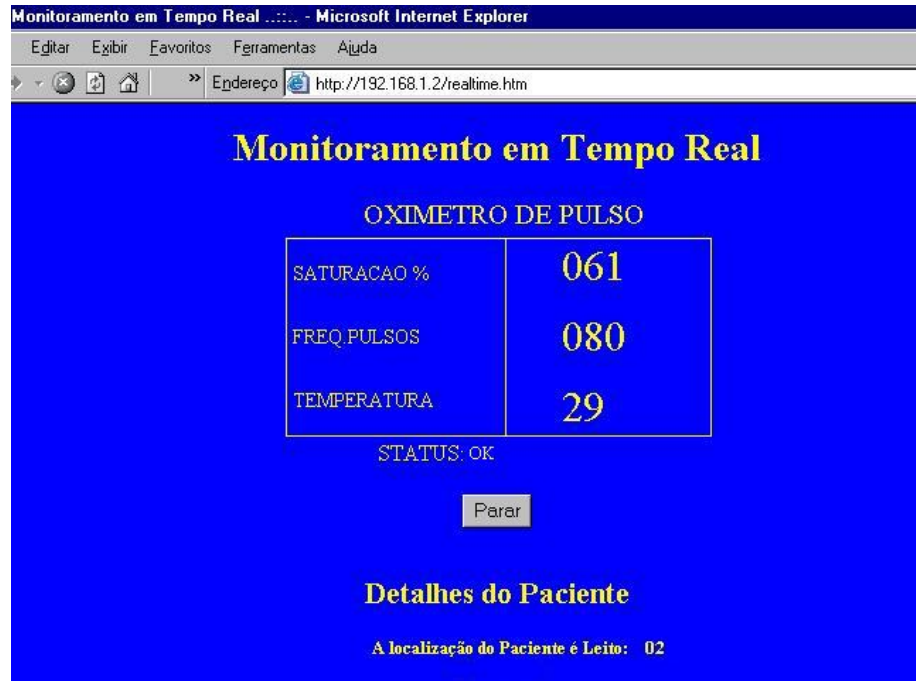 Monitoramento em Tempo Real ..::.. - Microsoft Internet Explorer
Editar Exibir Favoritos Ferramentas Ajuda
» Endereço http://192.168.1.2/realtime.htm
Monitoramento em Tempo Real
OXIMETRO DE PULSO
SATURACAO % 061
FREQ.PULSOS 080
TEMPERATURA 29
STATUS: OK
Parar
Detalhes do Paciente
A localização do Paciente é Leito: 02